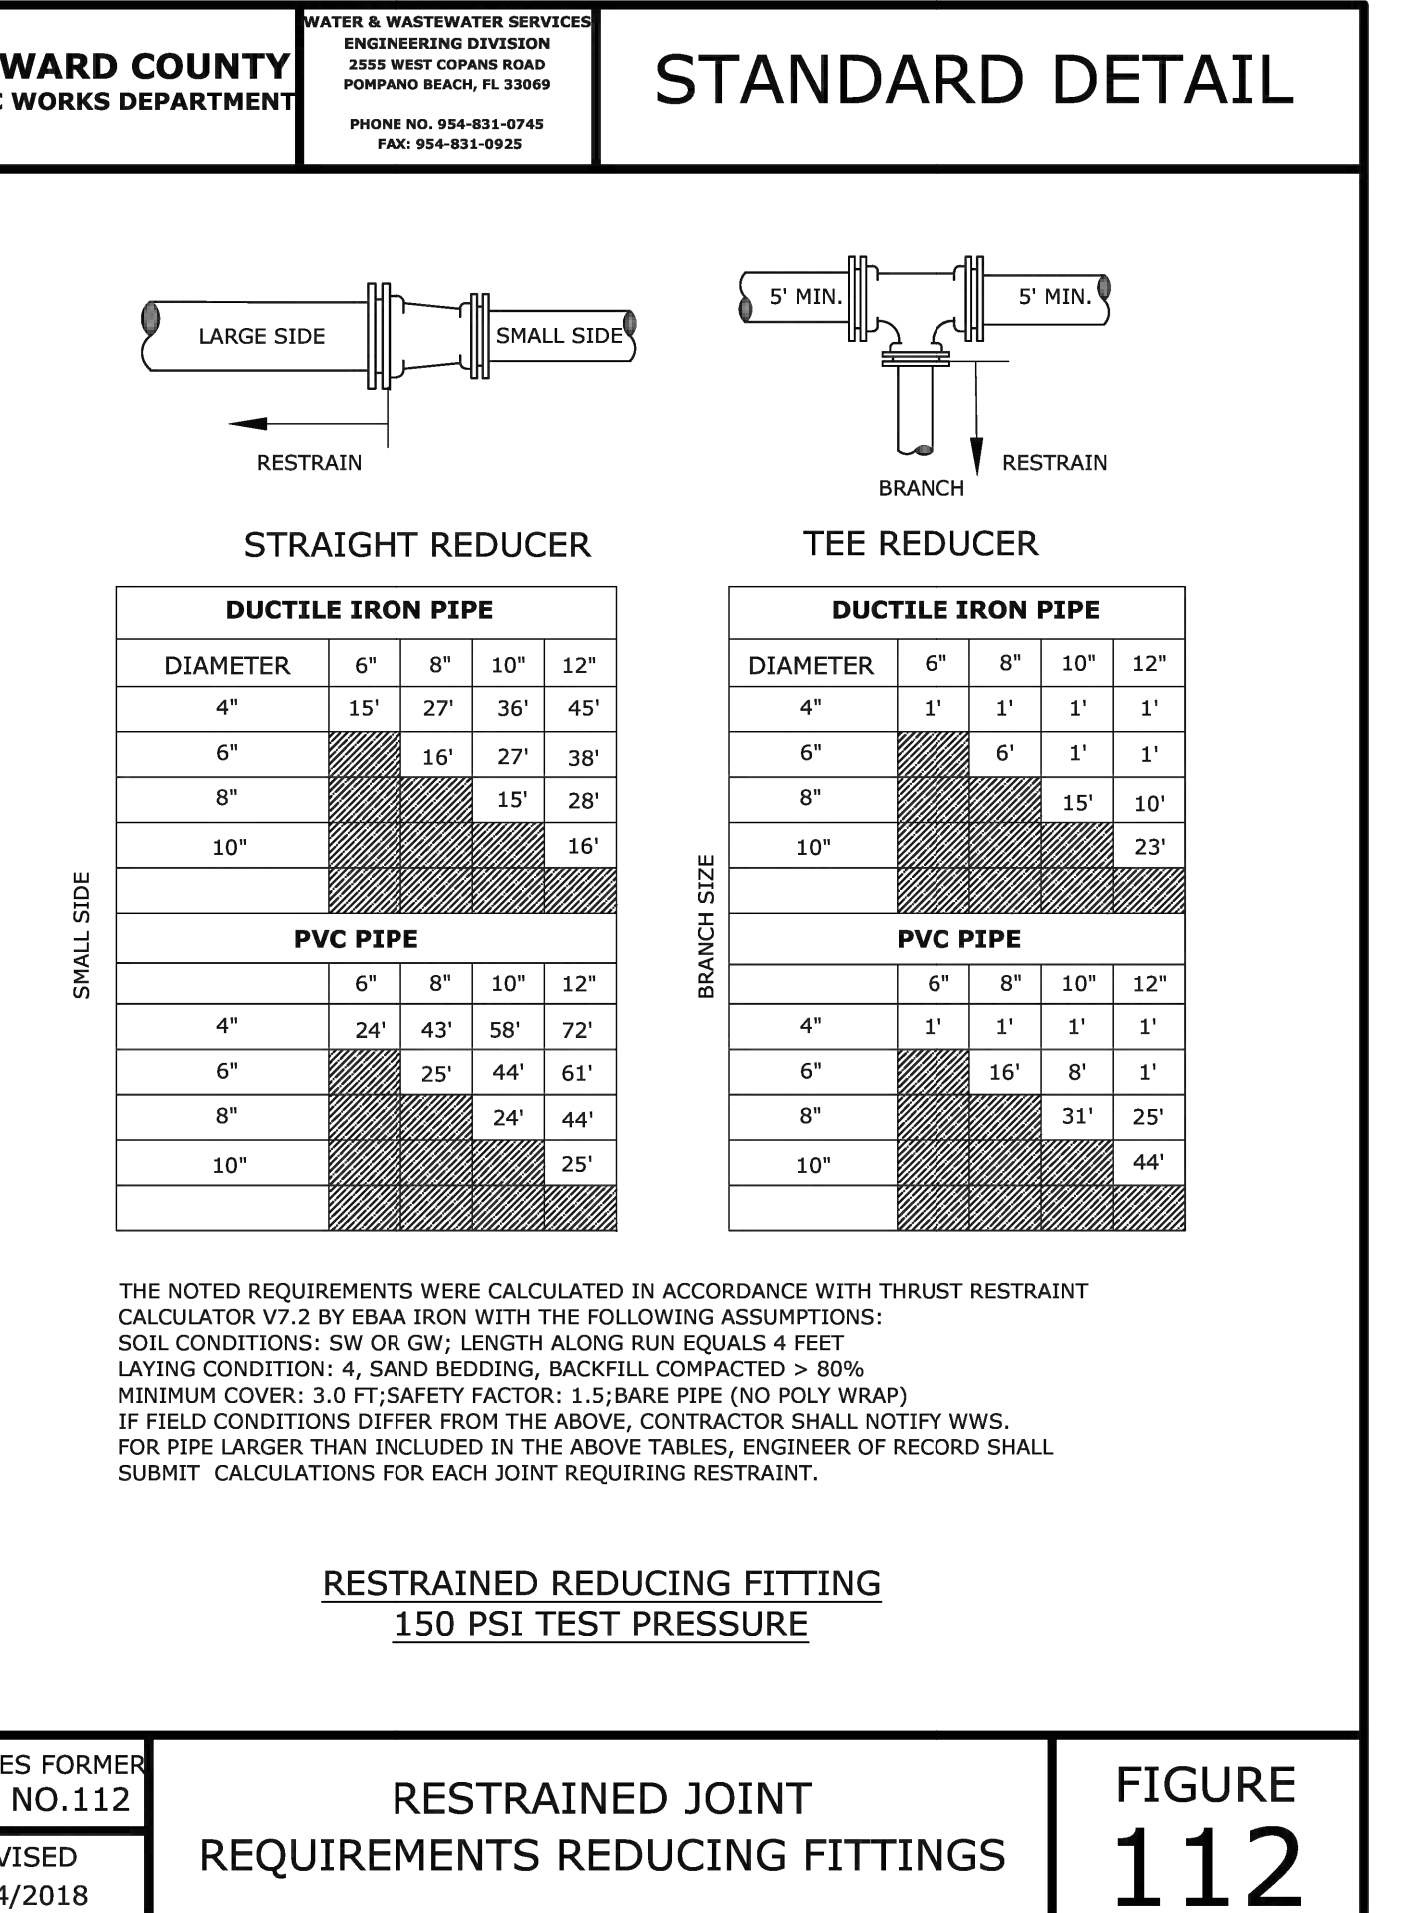 WARD COUNTY
C WORKS DEPARTMENT
WATER & WASTEWATER SERVICES
ENGINEERING DIVISION
2555 WEST COPANS ROAD
POMPANO BEACH, FL 33069
PHONE NO. 954-831-0745
FAX: 954-831-0925
STANDARD DETAIL
LARGE SIDE
SMALL SIDE
RESTRAIN
5' MIN.
5' MIN.
RESTRAIN
BRANCH
STRAIGHT REDUCER
TEE REDUCER
SMALL SIDE
DUCTILE IRON PIPE
DIAMETER 6" 8" 10" 12"
4" 15' 27' 36' 45'
6" 16' 27' 38'
8" 15' 28'
10" 16'
PVC PIPE
6" 8" 10" 12"
4" 24' 43' 58' 72'
6" 25' 44' 61'
8" 24' 44'
10" 25'
BRANCH SIZE
DUCTILE IRON PIPE
DIAMETER 6" 8" 10" 12"
4" 1' 1' 1' 1'
6" 6' 1' 1'
8" 15' 10'
10" 23'
PVC PIPE
6" 8" 10" 12"
4" 1' 1' 1' 1'
6" 16' 8' 1'
8" 31' 25'
10" 44'
THE NOTED REQUIREMENTS WERE CALCULATED IN ACCORDANCE WITH THRUST RESTRAINT
CALCULATOR V7.2 BY EBAA IRON WITH THE FOLLOWING ASSUMPTIONS:
SOIL CONDITIONS: SW OR GW; LENGTH ALONG RUN EQUALS 4 FEET
LAYING CONDITION: 4, SAND BEDDING, BACKFILL COMPACTED > 80%
MINIMUM COVER: 3.0 FT;SAFETY FACTOR: 1.5;BARE PIPE (NO POLY WRAP)
IF FIELD CONDITIONS DIFFER FROM THE ABOVE, CONTRACTOR SHALL NOTIFY WWS.
FOR PIPE LARGER THAN INCLUDED IN THE ABOVE TABLES, ENGINEER OF RECORD SHALL
SUBMIT CALCULATIONS FOR EACH JOINT REQUIRING RESTRAINT.
RESTRAINED REDUCING FITTING
150 PSI TEST PRESSURE
ES FORMER
NO.112
VISED
4/2018
RESTRAINED JOINT
REQUIREMENTS REDUCING FITTINGS
FIGURE
112